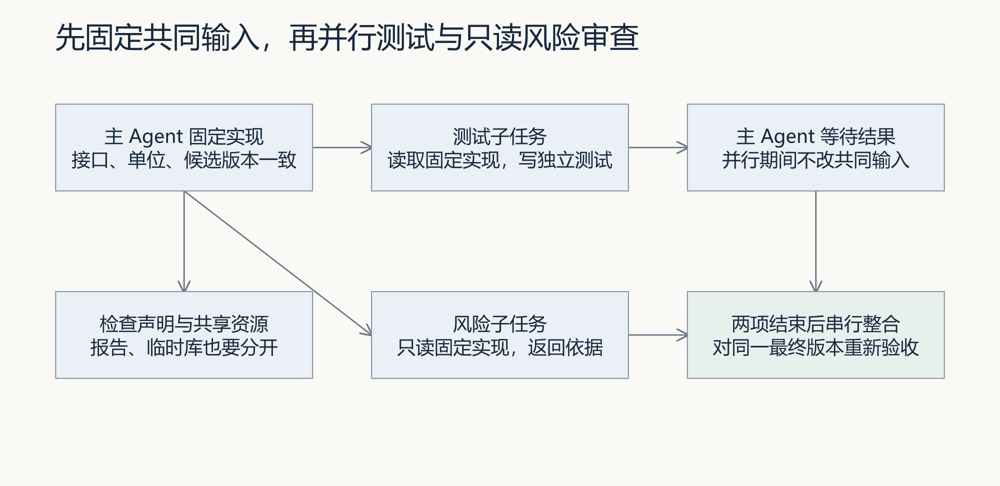 先固定共同输入，再并行测试与只读风险审查
主 Agent 固定实现
接口、单位、候选版本一致
测试子任务
读取固定实现，写独立测试
主 Agent 等待结果
并行期间不改共同输入
检查声明与共享资源
报告、临时库也要分开
风险子任务
只读固定实现，返回依据
两项结束后串行整合
对同一最终版本重新验收